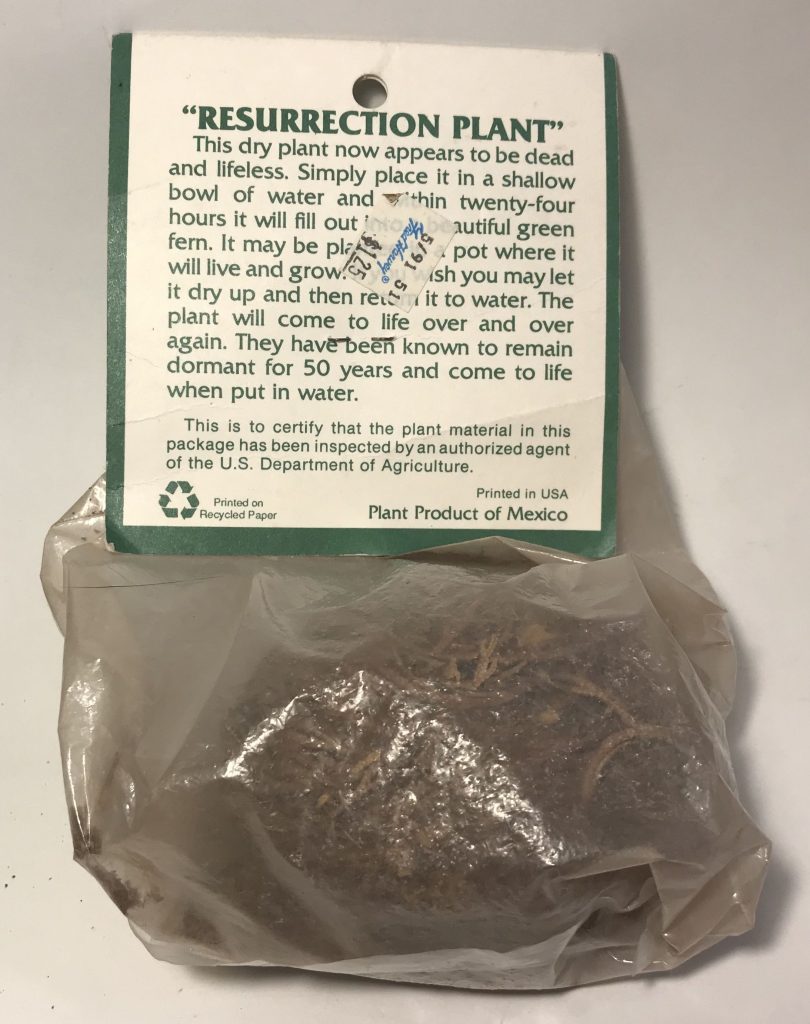 “RESURRECTION PLANT”
This dry plant now appears to be dead
and lifeless. Simply place it in a shallow
bowl of water and within twenty-four
hours it will fill out beautiful green
fern. It may be pot where it
will live and grow. wish you may let
it dry up and then return it to water. The
plant will come to life over and over
again. They have been known to remain
dormant for 50 years and come to life
when put in water.
5/91 51
Fred Harvey®
$1.25
This is to certify that the plant material in this
package has been inspected by an authorized agent
of the U.S. Department of Agriculture.
Printed on
Recycled Paper
Printed in USA
Plant Product of Mexico